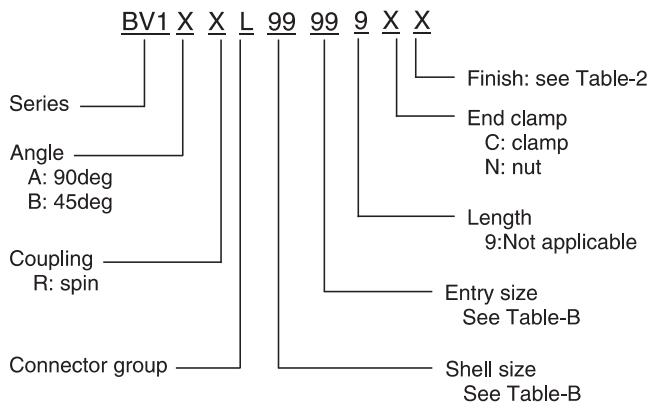 BV1 X X L 99 99 9 X X
Series
Angle
A: 90deg
B: 45deg
Coupling
R: spin
Connector group
Finish: see Table-2
End clamp
C: clamp
N: nut
Length
9:Not applicable
Entry size
See Table-B
Shell size
See Table-B